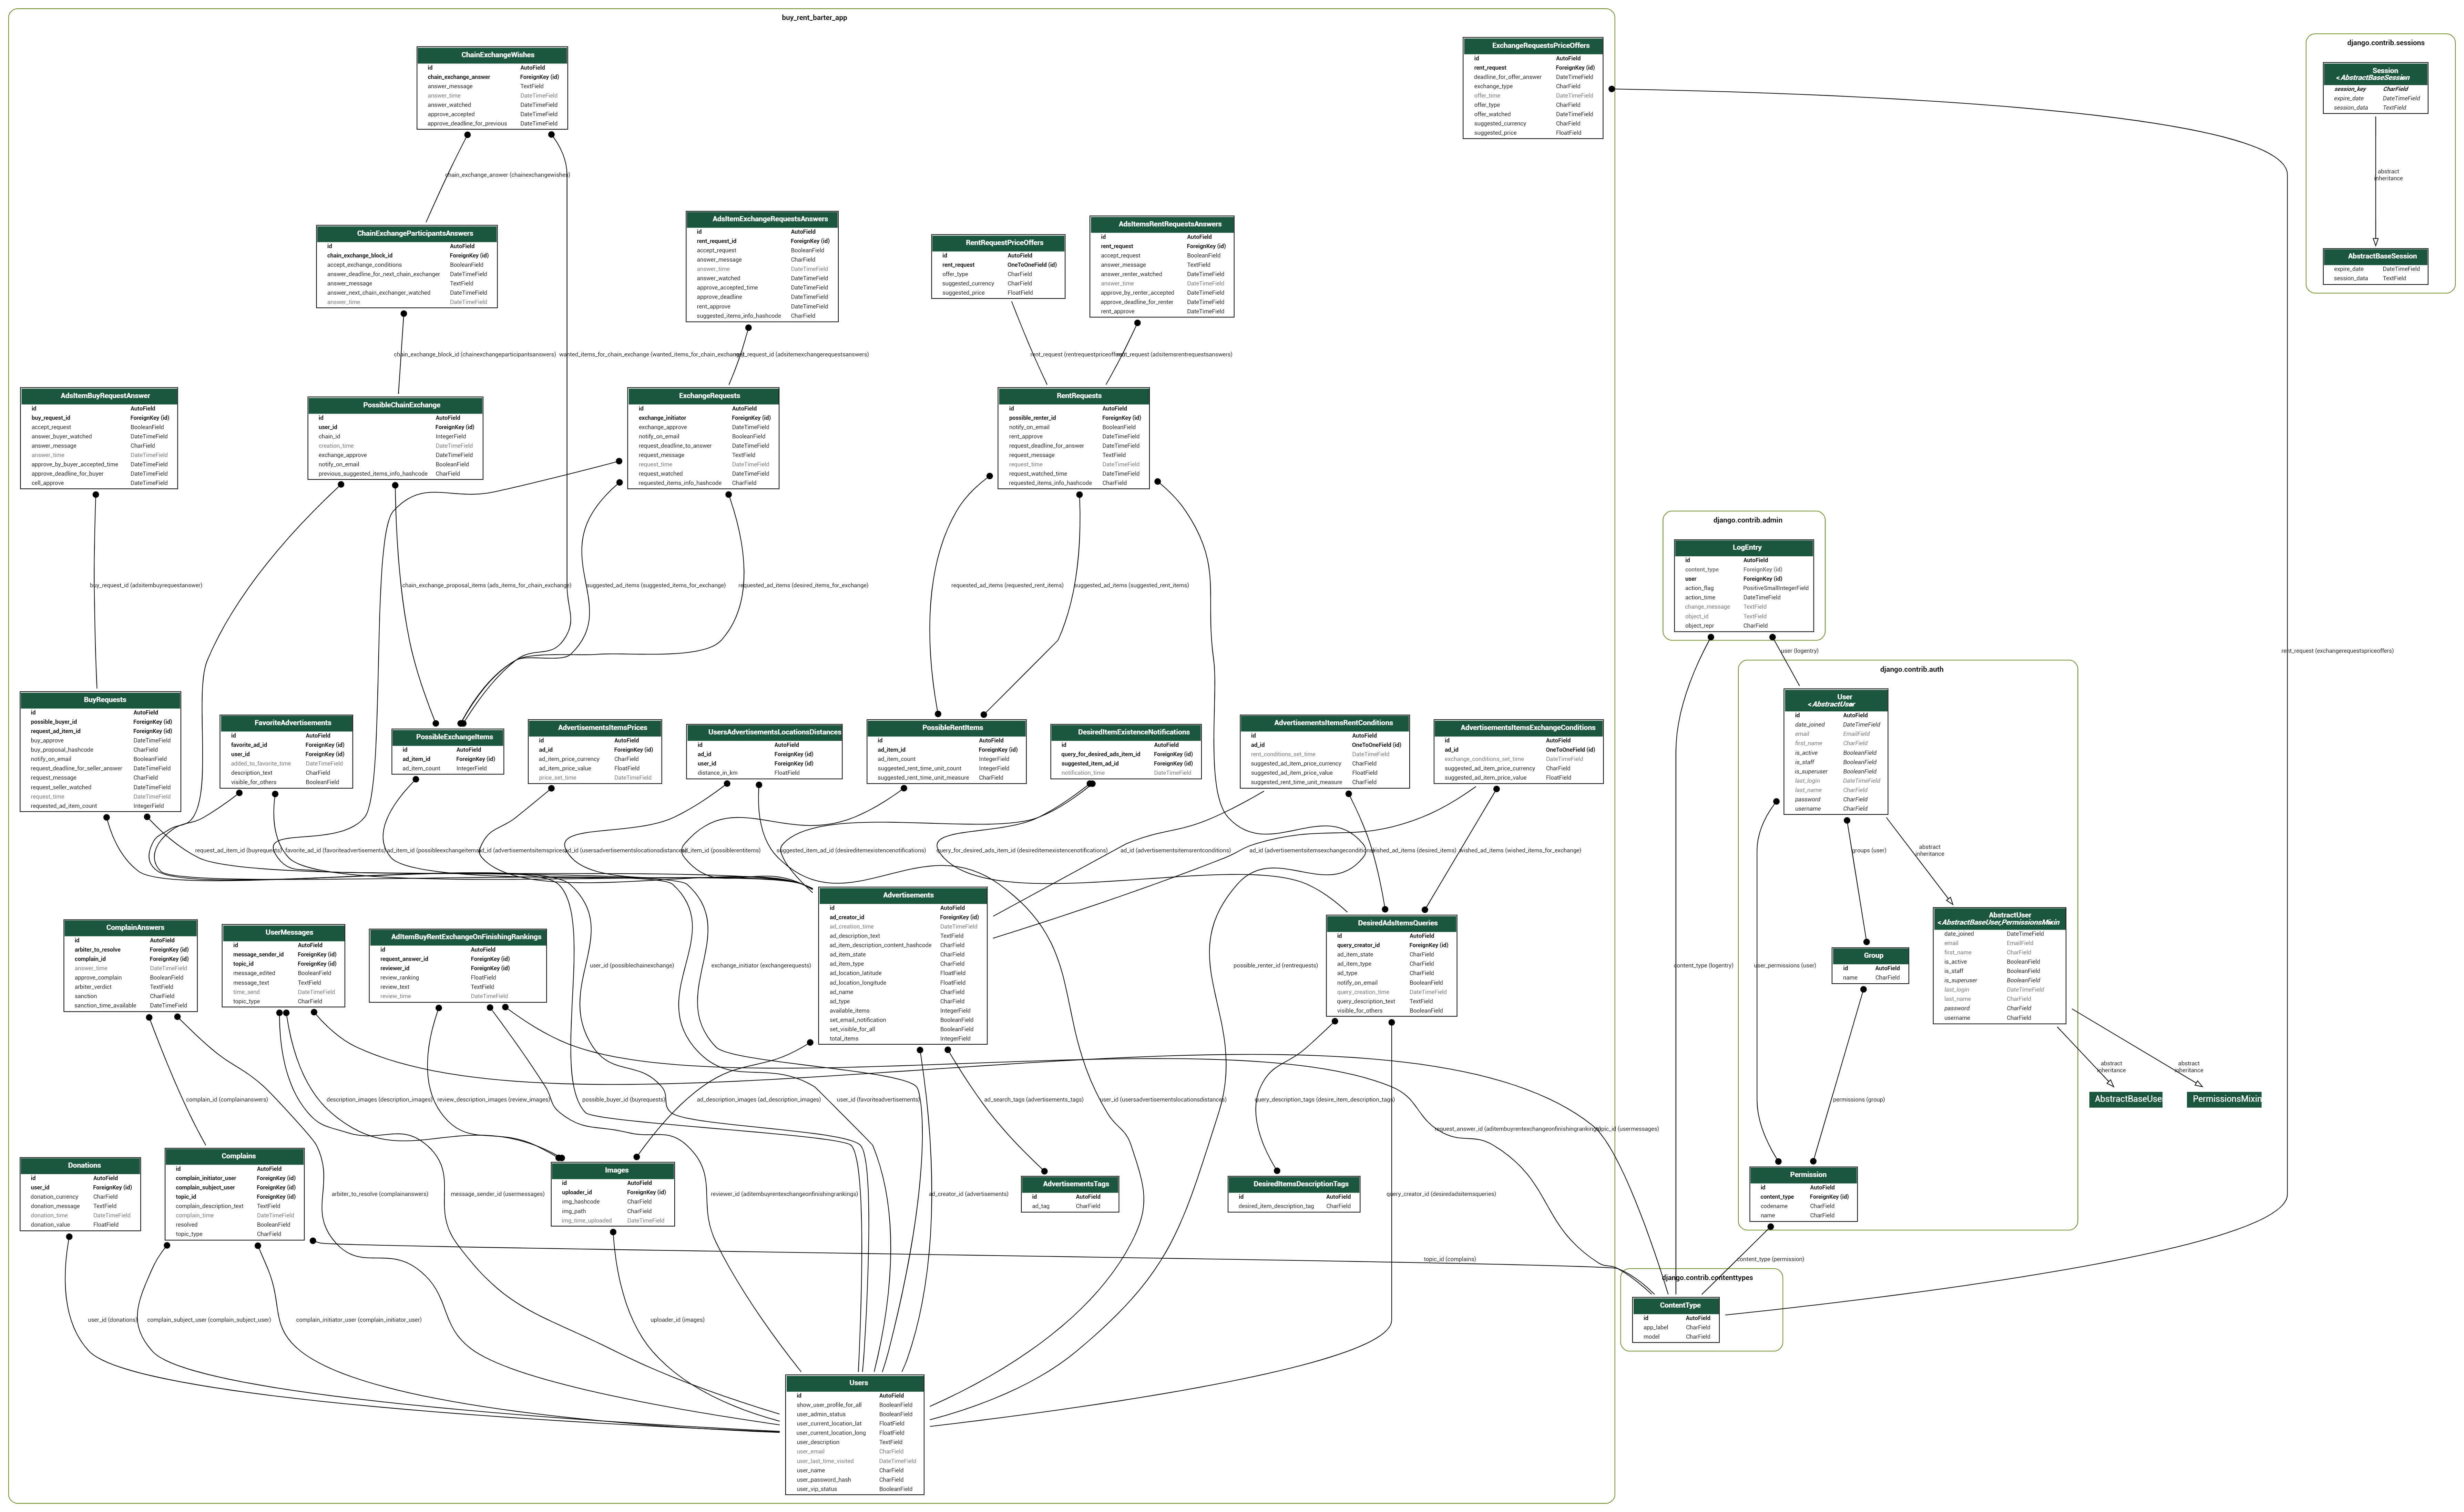 buy_rent_barter_app
ChainExchangeWishes
id AutoField
chain_exchange_answer ForeignKey (id)
answer_message TextField
answer_time DateTimeField
answer_watched DateTimeField
approve_accepted DateTimeField
approve_deadline_for_previous DateTimeField
ExchangeRequestsPriceOffers
id AutoField
rent_request ForeignKey (id)
deadline_for_offer_answer DateTimeField
exchange_type CharField
offer_time DateTimeField
offer_type CharField
offer_watched DateTimeField
suggested_currency CharField
suggested_price FloatField
django.contrib.sessions
Session
<AbstractBaseSession
session_key CharField
expire_date DateTimeField
session_data TextField
abstract
inheritance
AbstractBaseSession
expire_date DateTimeField
session_data TextField
chain_exchange_answer (chainexchangewishes)
ChainExchangeParticipantsAnswers
id AutoField
chain_exchange_block_id ForeignKey (id)
accept_exchange_conditions BooleanField
answer_deadline_for_next_chain_exchanger DateTimeField
answer_message TextField
answer_next_chain_exchanger_watched DateTimeField
answer_time DateTimeField
AdsItemExchangeRequestsAnswers
id AutoField
rent_request_id ForeignKey (id)
accept_request BooleanField
answer_message CharField
answer_time DateTimeField
answer_watched DateTimeField
approve_accepted_time DateTimeField
approve_deadline DateTimeField
rent_approve DateTimeField
suggested_items_info_hashcode CharField
RentRequestPriceOffers
id AutoField
rent_request OneToOneField (id)
offer_type CharField
suggested_currency CharField
suggested_price FloatField
AdsItemsRentRequestsAnswers
id AutoField
rent_request ForeignKey (id)
accept_request BooleanField
answer_message TextField
answer_renter_watched DateTimeField
answer_time DateTimeField
approve_by_renter_accepted DateTimeField
approve_deadline_for_renter DateTimeField
rent_approve DateTimeField
chain_exchange_block_id (chainexchangeparticipantsanswers)
wanted_items_for_chain_exchange (wanted_items_for_chain_exchange)
rent_request_id (adsitemexchangerequestsanswers)
rent_request (rentrequestpriceoffers)
rent_request (adsitemsrentrequestsanswers)
AdsItemBuyRequestAnswer
id AutoField
buy_request_id ForeignKey (id)
accept_request BooleanField
answer_buyer_watched DateTimeField
answer_message CharField
answer_time DateTimeField
approve_by_buyer_accepted_time DateTimeField
approve_deadline_for_buyer DateTimeField
cell_approve DateTimeField
PossibleChainExchange
id AutoField
user_id ForeignKey (id)
chain_id IntegerField
creation_time DateTimeField
exchange_approve DateTimeField
notify_on_email BooleanField
previous_suggested_items_info_hashcode CharField
ExchangeRequests
id AutoField
exchange_initiator ForeignKey (id)
exchange_approve DateTimeField
notify_on_email BooleanField
request_deadline_to_answer DateTimeField
request_message TextField
request_time DateTimeField
request_watched DateTimeField
requested_items_info_hashcode CharField
RentRequests
id AutoField
possible_renter_id ForeignKey (id)
notify_on_email BooleanField
rent_approve DateTimeField
request_deadline_for_answer DateTimeField
request_message TextField
request_time DateTimeField
request_watched_time DateTimeField
requested_items_info_hashcode CharField
buy_request_id (adsitembuyrequestanswer)
chain_exchange_proposal_items (ads_items_for_chain_exchange)
suggested_ad_items (suggested_items_for_exchange)
requested_ad_items (desired_items_for_exchange)
requested_ad_items (requested_rent_items)
suggested_ad_items (suggested_rent_items)
django.contrib.admin
LogEntry
id AutoField
content_type ForeignKey (id)
user ForeignKey (id)
action_flag PositiveSmallIntegerField
action_time DateTimeField
change_message TextField
object_id TextField
object_repr CharField
user (logentry)
rent_request (exchangerequestspriceoffers)
django.contrib.auth
User
<AbstractUser
id AutoField
date_joined DateTimeField
email EmailField
first_name CharField
is_active BooleanField
is_staff BooleanField
is_superuser BooleanField
last_login DateTimeField
last_name CharField
password CharField
username CharField
BuyRequests
id AutoField
possible_buyer_id ForeignKey (id)
request_ad_item_id ForeignKey (id)
buy_approve DateTimeField
buy_proposal_hashcode CharField
notify_on_email BooleanField
request_deadline_for_seller_answer DateTimeField
request_message CharField
request_seller_watched DateTimeField
request_time DateTimeField
requested_ad_item_count IntegerField
FavoriteAdvertisements
id AutoField
favorite_ad_id ForeignKey (id)
user_id ForeignKey (id)
added_to_favorite_time DateTimeField
description_text CharField
visible_for_others BooleanField
PossibleExchangeItems
id AutoField
ad_item_id ForeignKey (id)
ad_item_count IntegerField
AdvertisementsItemsPrices
id AutoField
ad_id ForeignKey (id)
ad_item_price_currency CharField
ad_item_price_value FloatField
price_set_time DateTimeField
UsersAdvertisementsLocationDistances
id AutoField
ad_id ForeignKey (id)
user_id ForeignKey (id)
distance_in_km FloatField
PossibleRentItems
id AutoField
ad_item_id ForeignKey (id)
ad_item_count IntegerField
suggested_rent_time_unit_count IntegerField
suggested_rent_time_unit_measure CharField
DesiredItemExistenceNotifications
id AutoField
query_for_desired_ads_item_id ForeignKey (id)
suggested_item_ad_id ForeignKey (id)
notification_time DateTimeField
AdvertisementsItemsRentConditions
id AutoField
ad_id OneToOneField (id)
rent_conditions_set_time DateTimeField
suggested_ad_item_price_currency CharField
suggested_ad_item_price_value FloatField
suggested_rent_time_unit_measure CharField
AdvertisementsItemsExchangeConditions
id AutoField
ad_id OneToOneField (id)
exchange_conditions_set_time DateTimeField
suggested_ad_item_price_currency CharField
suggested_ad_item_price_value FloatField
request_ad_item_id (buyrequests)
favorite_ad_id (favoriteadvertisements)
ad_item_id (possibleexchangeitems)
ad_id (advertisementsitemsprices)
ad_id (usersadvertisementslocationsdistances)
ad_item_id (possiblerentitems)
suggested_item_ad_id (desireditemexistencenotifications)
query_for_desired_ads_item_id (desireditemexistencenotifications)
ad_id (advertisementsitemsrentconditions)
ad_id (advertisementsitemsexchangeconditions)
wished_ad_items (desired_items)
wished_ad_items (wished_items_for_exchange)
groups (user)
abstract
inheritance
ComplainAnswers
id AutoField
arbiter_to_resolve ForeignKey (id)
complain_id ForeignKey (id)
answer_time DateTimeField
approve_complain BooleanField
arbiter_verdict TextField
sanction CharField
sanction_time_available DateTimeField
UserMessages
id AutoField
message_sender_id ForeignKey (id)
topic_id ForeignKey (id)
message_edited BooleanField
message_text TextField
time_send DateTimeField
topic_type CharField
AdItemBuyRentExchangeOnFinishingRankings
id AutoField
request_answer_id ForeignKey (id)
reviewer_id ForeignKey (id)
review_ranking FloatField
review_text TextField
review_time DateTimeField
Advertisements
id AutoField
ad_creator_id ForeignKey (id)
ad_creation_time DateTimeField
ad_description_text TextField
ad_item_description_content_hashcode CharField
ad_item_state CharField
ad_item_type CharField
ad_location_latitude FloatField
ad_location_longitude FloatField
ad_name CharField
ad_type CharField
available_items IntegerField
set_email_notification BooleanField
set_visible_for_all BooleanField
total_items IntegerField
DesiredAdsItemsQueries
id AutoField
query_creator_id ForeignKey (id)
ad_item_state CharField
ad_item_type CharField
ad_type CharField
notify_on_email BooleanField
query_creation_time DateTimeField
query_description_text TextField
visible_for_others BooleanField
Group
id AutoField
name CharField
AbstractUser
<AbstractBaseUser,PermissionsMixin
date_joined DateTimeField
email EmailField
first_name CharField
is_active BooleanField
is_staff BooleanField
is_superuser BooleanField
last_login DateTimeField
last_name CharField
password CharField
username CharField
user_id (possiblechainexchange)
exchange_initiator (exchangerequests)
possible_renter_id (rentrequests)
content_type (logentry)
user_permissions (user)
abstract
inheritance
abstract
inheritance
AbstractBaseUse
PermissionsMixin
complain_id (complainanswers)
description_images (description_images)
review_description_images (review_images)
possible_buyer_id (buyrequests)
ad_description_images (ad_description_images)
user_id (favoriteadvertisements)
ad_search_tags (advertisements_tags)
user_id (usersadvertisementslocationsdistances)
query_description_tags (desire_item_description_tags)
permissions (group)
request_answer_id (aditembuyrentexchangeonfinishingrankings)
topic_id (usermessages)
Donations
id AutoField
user_id ForeignKey (id)
donation_currency CharField
donation_message TextField
donation_time DateTimeField
donation_value FloatField
Complains
id AutoField
complain_initiator_user ForeignKey (id)
complain_subject_user ForeignKey (id)
topic_id ForeignKey (id)
complain_description_text TextField
complain_time DateTimeField
resolved BooleanField
topic_type CharField
arbiter_to_resolve (complainanswers)
message_sender_id (usermessages)
Images
id AutoField
uploader_id ForeignKey (id)
img_hashcode CharField
img_path CharField
img_time_uploaded DateTimeField
reviewer_id (aditembuyrentexchangeonfinishingrankings)
ad_creator_id (advertisements)
AdvertisementsTags
id AutoField
ad_tag CharField
DesiredItemsDescriptionTags
id AutoField
desired_item_description_tag CharField
query_creator_id (desiredadsitemsqueries)
Permission
id AutoField
content_type ForeignKey (id)
codename CharField
name CharField
topic_id (complains)
content_type (permission)
django.contrib.contenttypes
ContentType
id AutoField
app_label CharField
model CharField
user_id (donations)
complain_subject_user (complain_subject_user)
complain_initiator_user (complain_initiator_user)
uploader_id (images)
Users
id AutoField
show_user_profile_for_all BooleanField
user_admin_status BooleanField
user_current_location_lat FloatField
user_current_location_long FloatField
user_description TextField
user_email CharField
user_last_time_visited DateTimeField
user_name CharField
user_password_hash CharField
user_vip_status BooleanField